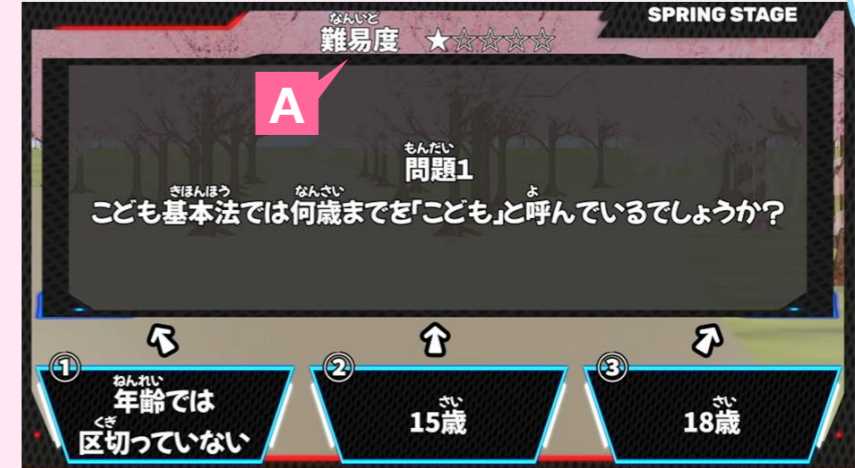 SPRING STAGE
なんいど
難易度 ★☆☆☆☆
A
もんだい
問題1
きほんほう なんさい よ
こども基本法では何歳までを「こども」と呼んでいるでしょうか?
①
ねんれい
年齢では
くぎ
区切っていない
②
さい
15歳
③
さい
18歳